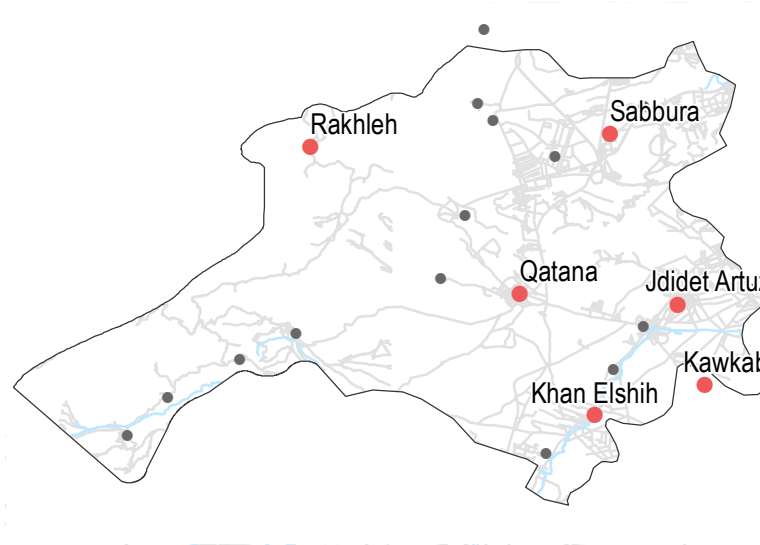 Sabbura
Rakhleh
Qatana
Jdidet Artuz
Kawkab
Khan Elshih